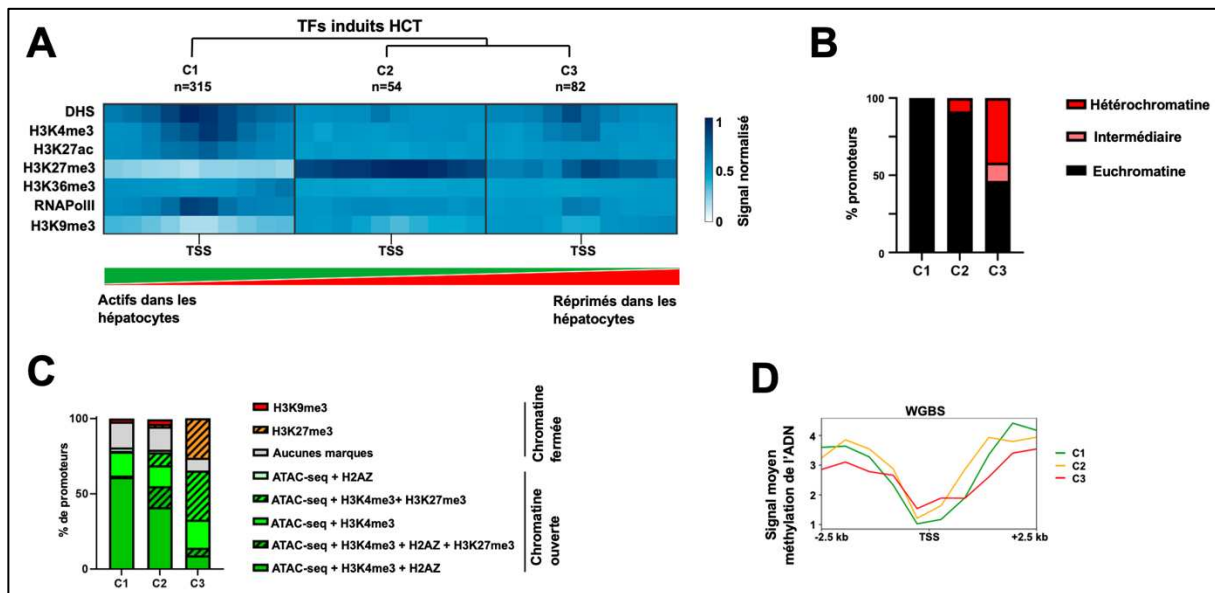 A
TFs induits HCT
C1
n=315
C2
n=54
C3
n=82
DHS
H3K4me3
H3K27ac
H3K27me3
H3K36me3
RNAPolII
H3K9me3
TSS
TSS
TSS
1
0.5
0
Signal normalisé
Actifs dans les
hépatocytes
Réprimés dans les
hépatocytes
B
% promoteurs
100
50
0
C1
C2
C3
Hétérochromatine
Intermédiaire
Euchromatine
C
% de promoteurs
100
50
0
C1
C2
C3
H3K9me3
H3K27me3
Aucunes marques
ATAC-seq + H2AZ
ATAC-seq + H3K4me3+ H3K27me3
ATAC-seq + H3K4me3
ATAC-seq + H3K4me3 + H2AZ + H3K27me3
ATAC-seq + H3K4me3 + H2AZ
Chromatine
fermée
Chromatine
ouverte
D
WGBS
Signal moyen
méthylation de l'ADN
4
3
2
1
-2.5 kb
TSS
+2.5 kb
C1
C2
C3